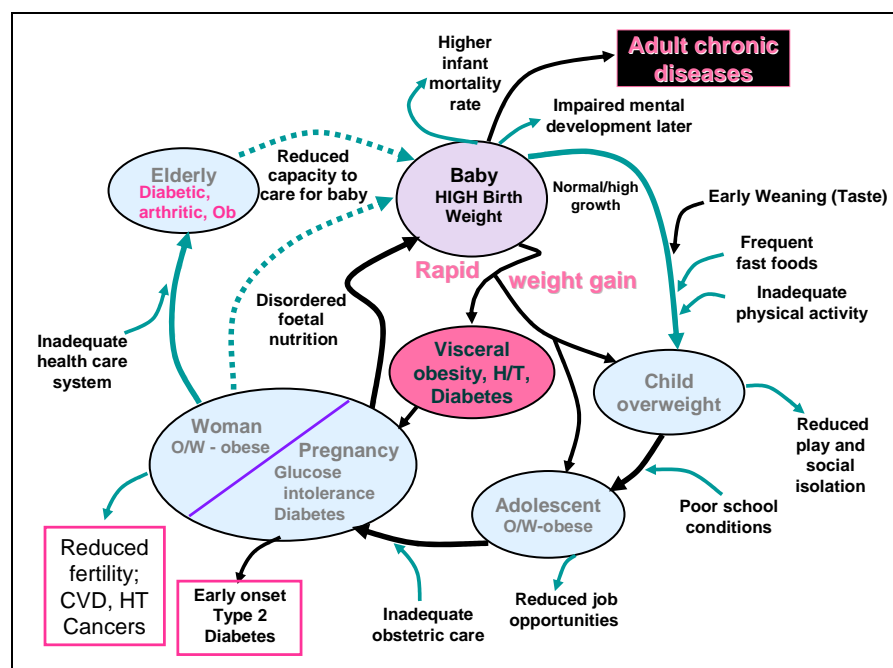 Higher
infant
mortality
rate
Adult chronic
diseases
Impaired mental
development later
Elderly
Diabetic,
arthritic, Ob
Reduced
capacity to
care for baby
Baby
HIGH Birth
Weight
Normal/high
growth
Early Weaning (Taste)
Frequent
fast foods
Inadequate
physical activity
Rapid
weight gain
Disordered
foetal
nutrition
Inadequate
health care
system
Visceral
obesity, H/T,
Diabetes
Child
overweight
Reduced
play and
social
isolation
Woman
O/W - obese
Pregnancy
Glucose
intolerance
Diabetes
Adolescent
O/W-obese
Poor school
conditions
Reduced
fertility;
CVD, HT
Cancers
Early onset
Type 2
Diabetes
Inadequate
obstetric care
Reduced job
opportunities